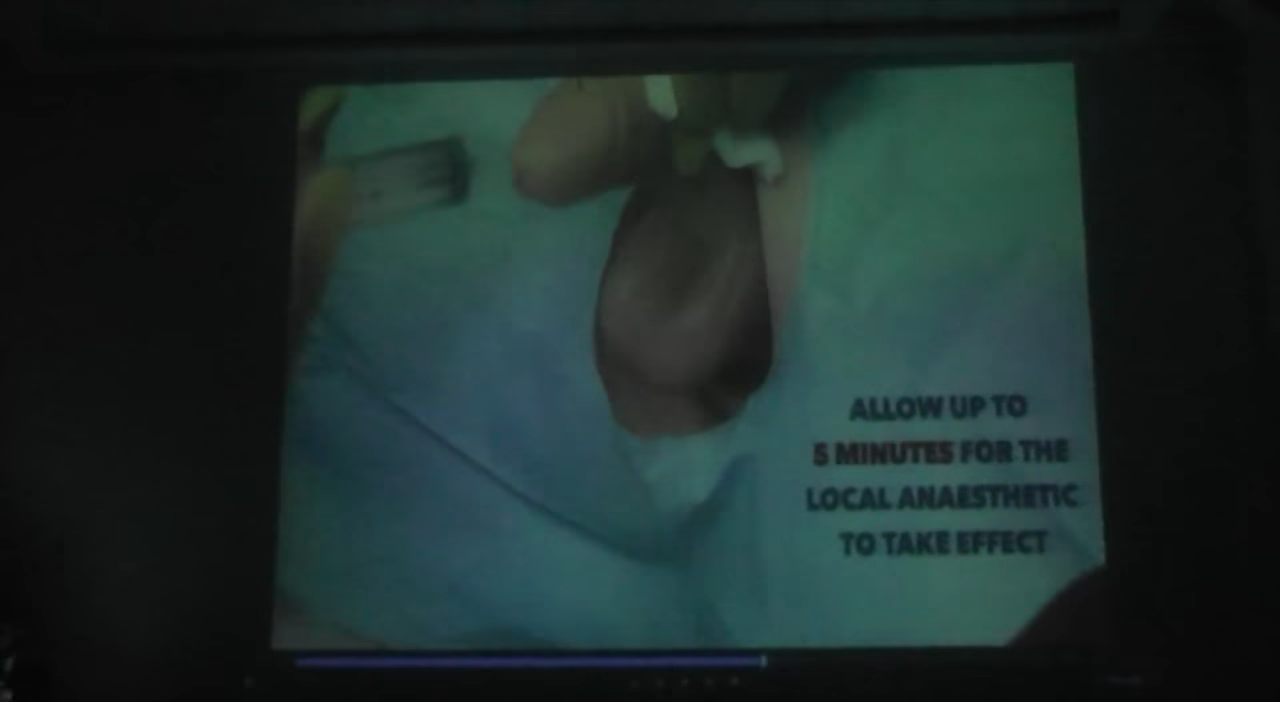 ALLOW UP TO
5 MINUTES FOR THE
LOCAL ANAESTHETIC
TO TAKE EFFECT